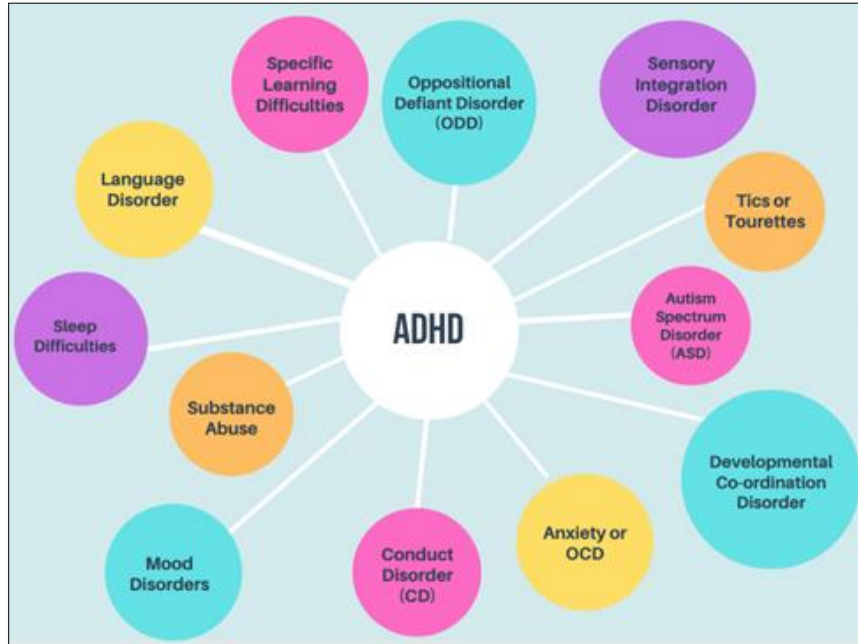 Specific
Learning
Difficulties
Oppositional
Defiant Disorder
(ODD)
Sensory
Integration
Disorder
Language
Disorder
Tics or
Tourettes
ADHD
Autism
Spectrum
Disorder
(ASD)
Sleep
Difficulties
Substance
Abuse
Developmental
Co-ordination
Disorder
Mood
Disorders
Conduct
Disorder
(CD)
Anxiety or
OCD